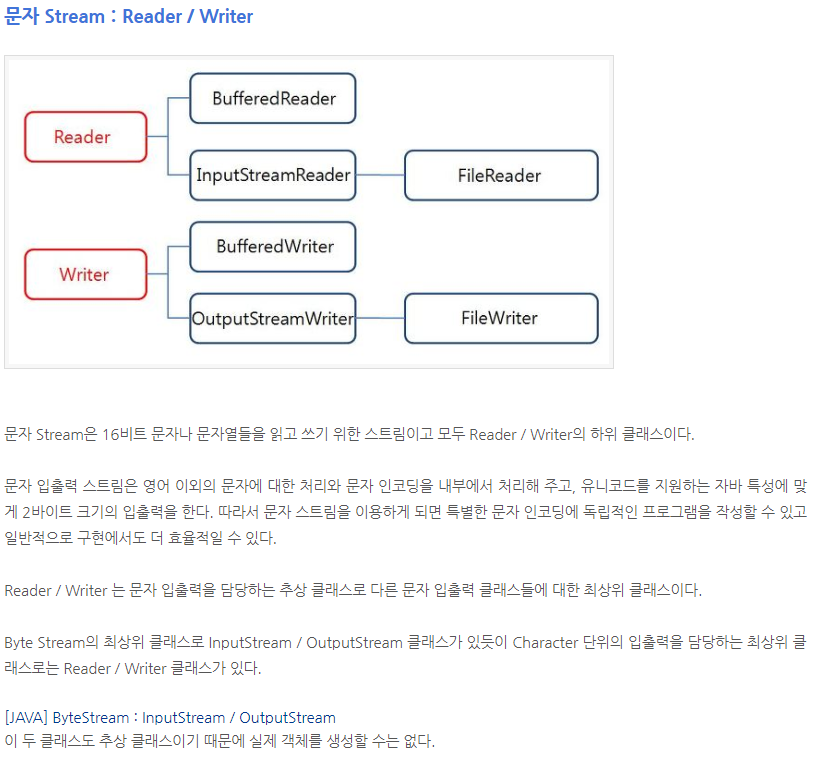 문자 Stream : Reader / Writer
BufferedReader
Reader
InputStreamReader
FileReader
BufferedWriter
Writer
OutputStreamWriter
FileWriter
문자 Stream은 16비트 문자나 문자열들을 읽고 쓰기 위한 스트림이고 모두 Reader / Writer의 하위 클래스이다.
문자 입출력 스트림은 영어 이외의 문자에 대한 처리와 문자 인코딩을 내부에서 처리해 주고, 유니코드를 지원하는 자바 특성에 맞
게 2바이트 크기의 입출력을 한다. 따라서 문자 스트림을 이용하게 되면 특별한 문자 인코딩에 독립적인 프로그램을 작성할 수 있고
일반적으로 구현에서도 더 효율적일 수 있다.
Reader / Writer 는 문자 입출력을 담당하는 추상 클래스로 다른 문자 입출력 클래스들에 대한 최상위 클래스이다.
Byte Stream의 최상위 클래스로 InputStream / OutputStream 클래스가 있듯이 Character 단위의 입출력을 담당하는 최상위 클
래스로는 Reader / Writer 클래스가 있다.
[JAVA] ByteStream : InputStream / OutputStream
이 두 클래스도 추상 클래스이기 때문에 실제 객체를 생성할 수는 없다.